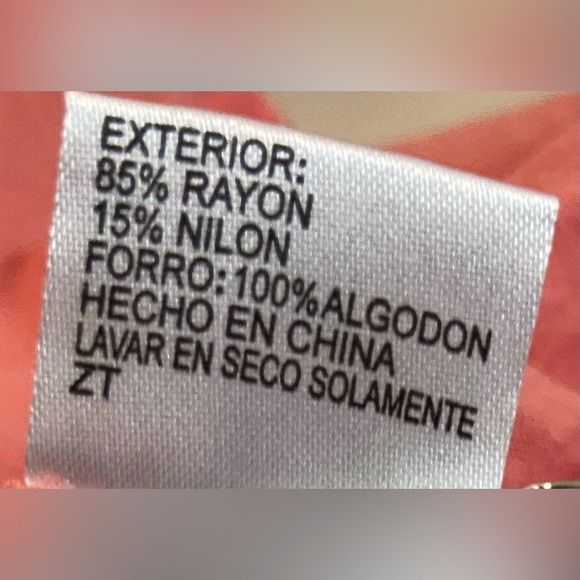 EXTERIOR:
85% RAYON
15% NILON
FORRO: 100% ALGODON
HECHO EN CHINA
LAVAR EN SECO SOLAMENTE
ZT